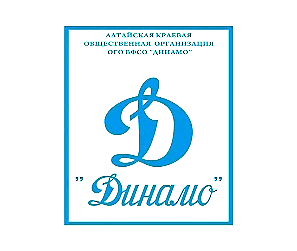 АЛТАЙСКАЯ КРАЕВАЯ
ОБЩЕСТВЕННАЯ ОРГАНИЗАЦИЯ
ОГО ВФСО "ДИНАМО"
Д
"Динамо"